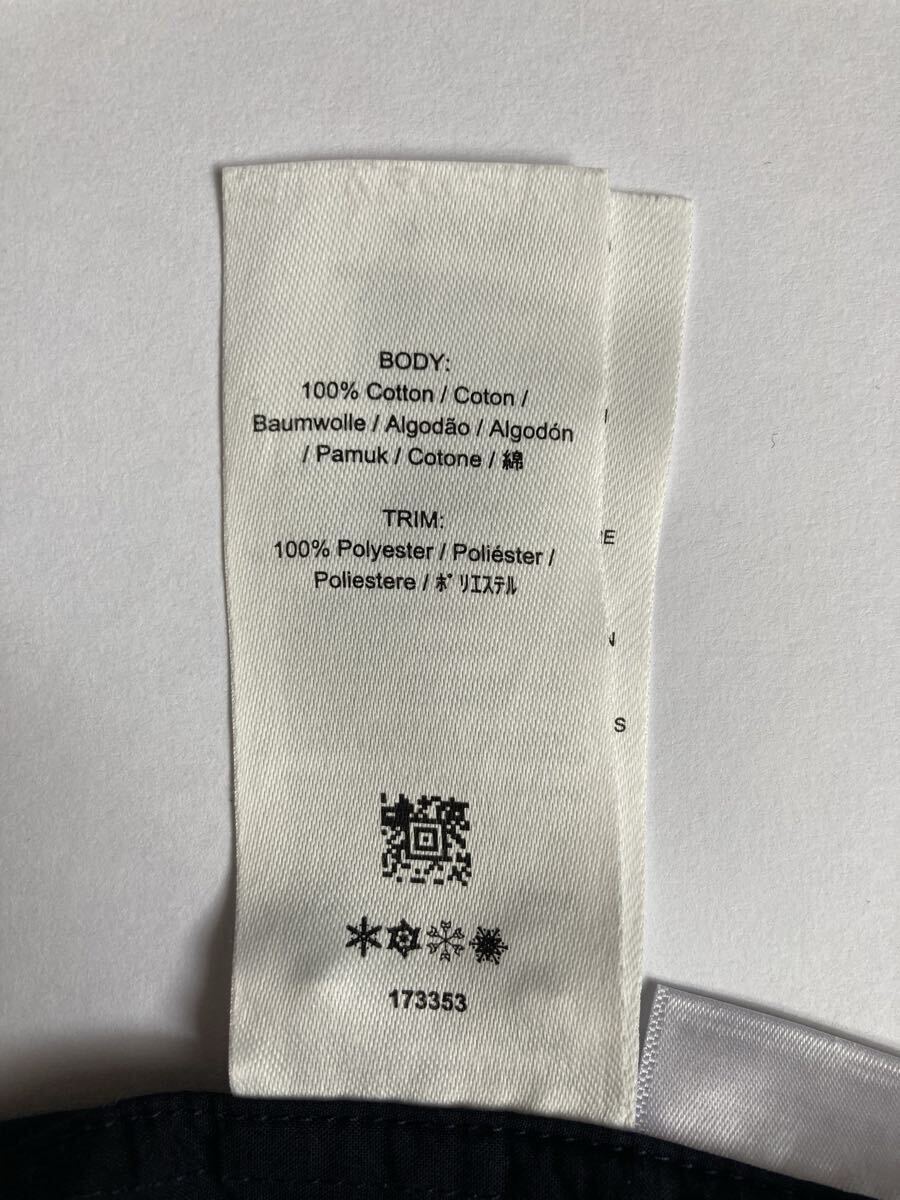 BODY:
100% Cotton / Coton /
Baumwolle / Algodão / Algodón
/ Pamuk / Cotone / 綿
TRIM:
100% Polyester / Poliéster /
Poliestere / ﾎﾟﾘｴｽﾃﾙ
173353
E
N
S